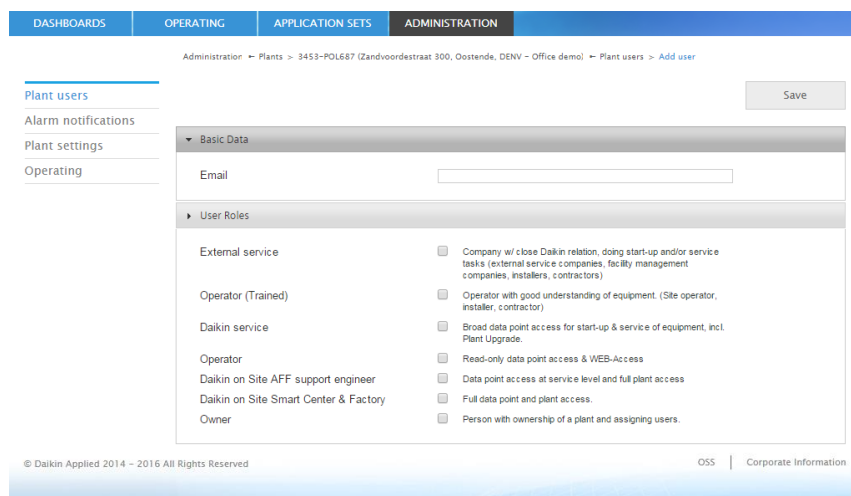 DASHBOARDS OPERATING APPLICATION SETS ADMINISTRATION
Administration ← Plants > 3453-POL687 (Zandvoordestraat 300, Oostende, DENV - Office demo) ← Plant users > Add user
Plant users
Save
Alarm notifications
Plant settings
Operating
Basic Data
Email
User Roles
External service
Company w/ close Daikin relation, doing start-up and/or service
tasks (external service companies, facility management
companies, installers, contractors)
Operator (Trained)
Operator with good understanding of equipment. (Site operator,
installer, contractor)
Daikin service
Broad data point access for start-up & service of equipment, incl.
Plant Upgrade.
Operator
Read-only data point access & WEB-Access
Daikin on Site AFF support engineer
Data point access at service level and full plant access
Daikin on Site Smart Center & Factory
Full data point and plant access.
Owner
Person with ownership of a plant and assigning users.
© Daikin Applied 2014 - 2016 All Rights Reserved
OSS | Corporate Information